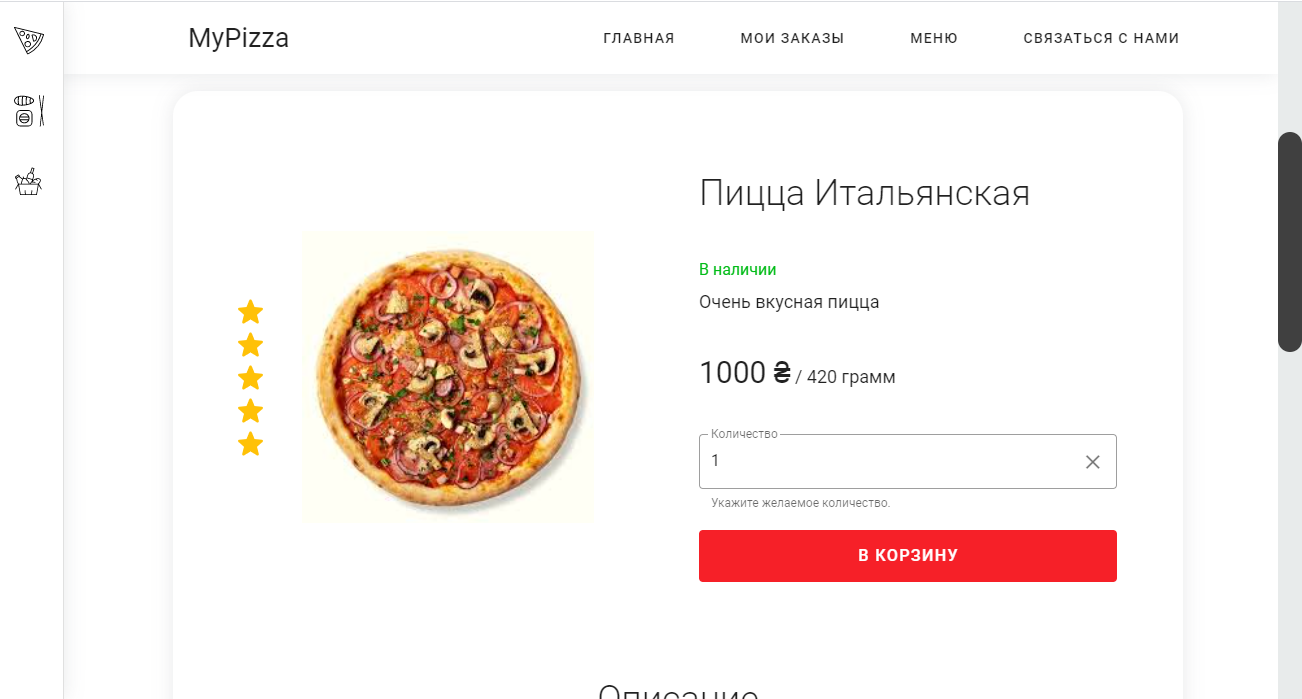 MyPizza
ГЛАВНАЯ
МОИ ЗАКАЗЫ
МЕНЮ
СВЯЗАТЬСЯ С НАМИ
Пицца Итальянская
В наличии
Очень вкусная пицца
1000 ₴ / 420 грамм
Количество
1
Укажите желаемое количество.
В КОРЗИНУ
Описание